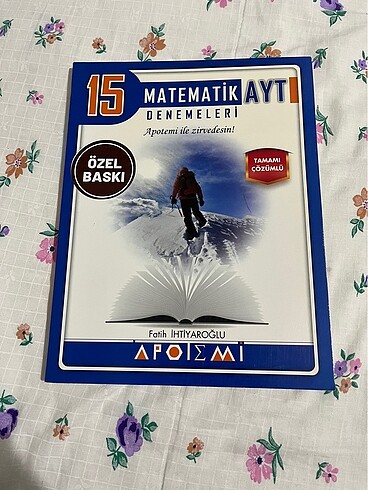 15 MATEMATİK AYT
DENEMELERİ
Apotemi ile zirvedesin!
ÖZEL
BASKI
TAMAMI
ÇÖZÜMLÜ
Fatih İHTİYAROĞLU
APOTEMİ